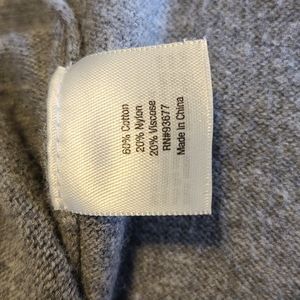 60% Cotton
20% Nylon
20% Viscose
RN#93677
Made in China